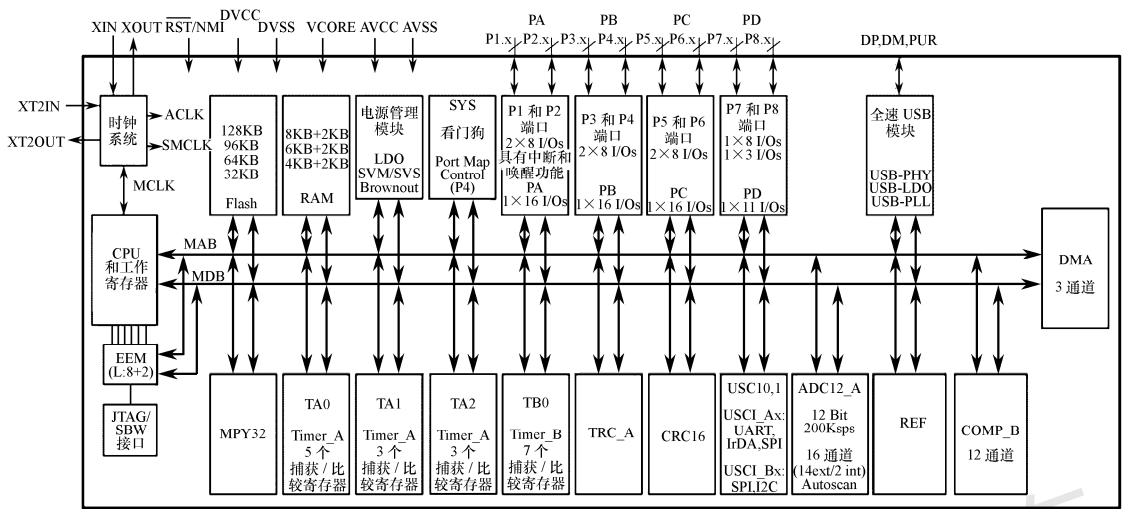 XIN XOUT RST/NMI DVCC DVSS VCORE AVCC AVSS
PA PB PC PD
P1.x P2.x P3.x P4.x P5.x P6.x P7.x P8.x
DP,DM,PUR
XT2IN
XT2OUT
时钟
系统
ACLK
SMCLK
MCLK
128KB
96KB
64KB
32KB
Flash
8KB+2KB
6KB+2KB
4KB+2KB
RAM
电源管理
模块
LDO
SVM/SVS
Brownout
SYS
看门狗
Port Map
Control
(P4)
P1 和 P2
端口
2×8 I/Os
具有中断和
唤醒功能
PA
1×16 I/Os
P3 和 P4
端口
2×8 I/Os
PB
1×16 I/Os
P5 和 P6
端口
2×8 I/Os
PC
1×16 I/Os
P7 和 P8
端口
1×8 I/Os
1×3 I/Os
PD
1×11 I/Os
全速 USB
模块
USB-PHY
USB-LDO
USB-PLL
CPU
和工作
寄存器
MAB
MDB
DMA
3 通道
EEM
(L:8+2)
JTAG/
SBW
接口
MPY32
TA0
Timer_A
5 个
捕获 / 比
较寄存器
TA1
Timer_A
3 个
捕获 / 比
较寄存器
TA2
Timer_A
3 个
捕获 / 比
较寄存器
TB0
Timer_B
7 个
捕获 / 比
较寄存器
TRC_A
CRC16
USC10,1
USCI_Ax:
UART,
IrDA,SPI
USCI_Bx:
SPI,I2C
ADC12_A
12 Bit
200Ksps
16 通道
(14ext/2 int)
Autoscan
REF
COMP_B
12 通道